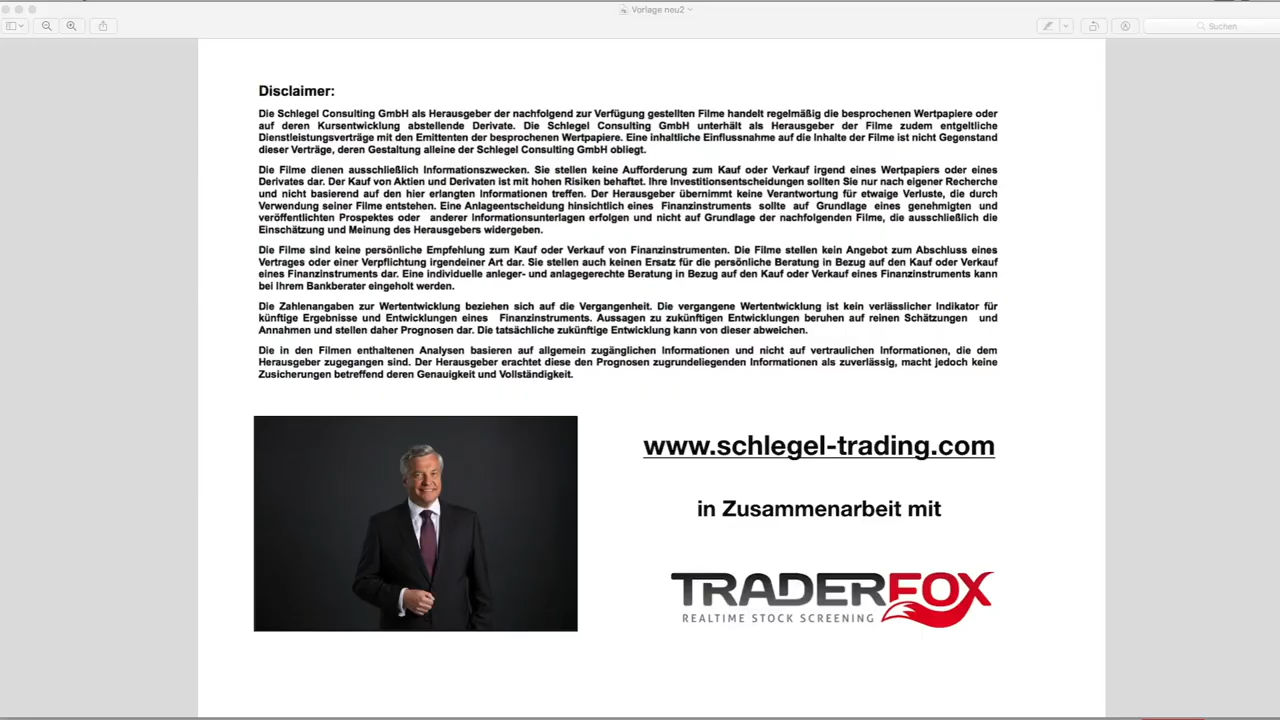 Vorlage neu2
Suchen
Disclaimer:
Die Schlegel Consulting GmbH als Herausgeber der nachfolgend zur Verfügung gestellten Filme handelt regelmäßig die besprochenen Wertpapiere oder
auf deren Kursentwicklung abstellende Derivate. Die Schlegel Consulting GmbH unterhält als Herausgeber der Filme zudem entgeltliche
Dienstleistungsverträge mit den Emittenten der besprochenen Wertpapiere. Eine inhaltliche Einflussnahme auf die Inhalte der Filme ist nicht Gegenstand
dieser Verträge, deren Gestaltung alleine der Schlegel Consulting GmbH obliegt.
Die Filme dienen ausschließlich Informationszwecken. Sie stellen keine Aufforderung zum Kauf oder Verkauf irgend eines Wertpapiers oder eines
Derivates dar. Der Kauf von Aktien und Derivaten ist mit hohen Risiken behaftet. Ihre Investitionsentscheidungen sollten Sie nur nach eigener Recherche
und nicht basierend auf den hier erlangten Informationen treffen. Der Herausgeber übernimmt keine Verantwortung für etwaige Verluste, die durch
Verwendung seiner Filme entstehen. Eine Anlageentscheidung hinsichtlich eines Finanzinstruments sollte auf Grundlage eines genehmigten und
veröffentlichten Prospektes oder anderer Informationsunterlagen erfolgen und nicht auf Grundlage der nachfolgenden Filme, die ausschließlich die
Einschätzung und Meinung des Herausgebers widergeben.
Die Filme sind keine persönliche Empfehlung zum Kauf oder Verkauf von Finanzinstrumenten. Die Filme stellen kein Angebot zum Abschluss eines
Vertrages oder einer Verpflichtung irgendeiner Art dar. Sie stellen auch keinen Ersatz für die persönliche Beratung in Bezug auf den Kauf oder Verkauf
eines Finanzinstruments dar. Eine individuelle anleger- und anlagegerechte Beratung in Bezug auf den Kauf oder Verkauf eines Finanzinstruments kann
bei Ihrem Bankberater eingeholt werden.
Die Zahlenangaben zur Wertentwicklung beziehen sich auf die Vergangenheit. Die vergangene Wertentwicklung ist kein verlässlicher Indikator für
künftige Ergebnisse und Entwicklungen eines Finanzinstruments. Aussagen zu zukünftigen Entwicklungen beruhen auf reinen Schätzungen und
Annahmen und stellen daher Prognosen dar. Die tatsächliche zukünftige Entwicklung kann von dieser abweichen.
Die in den Filmen enthaltenen Analysen basieren auf allgemein zugänglichen Informationen und nicht auf vertraulichen Informationen, die dem
Herausgeber zugegangen sind. Der Herausgeber erachtet diese den Prognosen zugrundeliegenden Informationen als zuverlässig, macht jedoch keine
Zusicherungen betreffend deren Genauigkeit und Vollständigkeit.
www.schlegel-trading.com
in Zusammenarbeit mit
TRADERFOX
REALTIME STOCK SCREENING